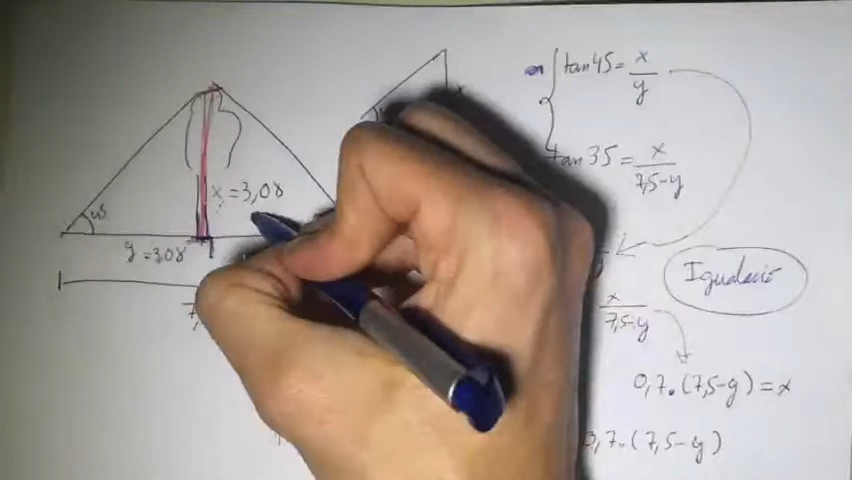 tan 45 = x/y
tan 35 = x/7,5-y
45
x = 3,08
y = 3,08
Igualació
x/7,5-y
0,7 . (7,5-y) = x
0,7 . (7,5-y)